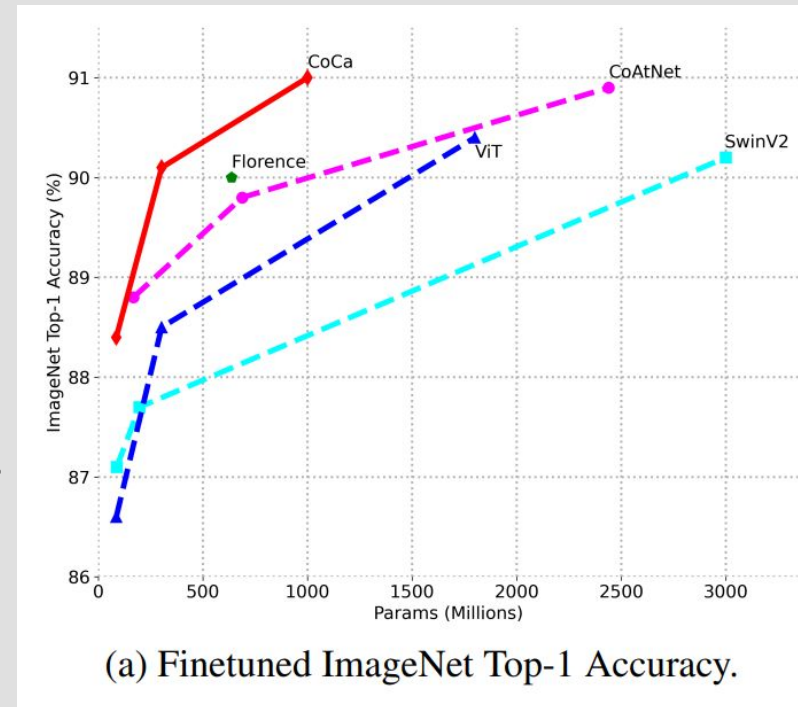 CoCa
91
CoAtNet
SwinV2
Florence
90
ViT
ImageNet Top-1 Accuracy (%)
89
88
87
86
0 500 1000 1500 2000 2500 3000
Params (Millions)
(a) Finetuned ImageNet Top-1 Accuracy.